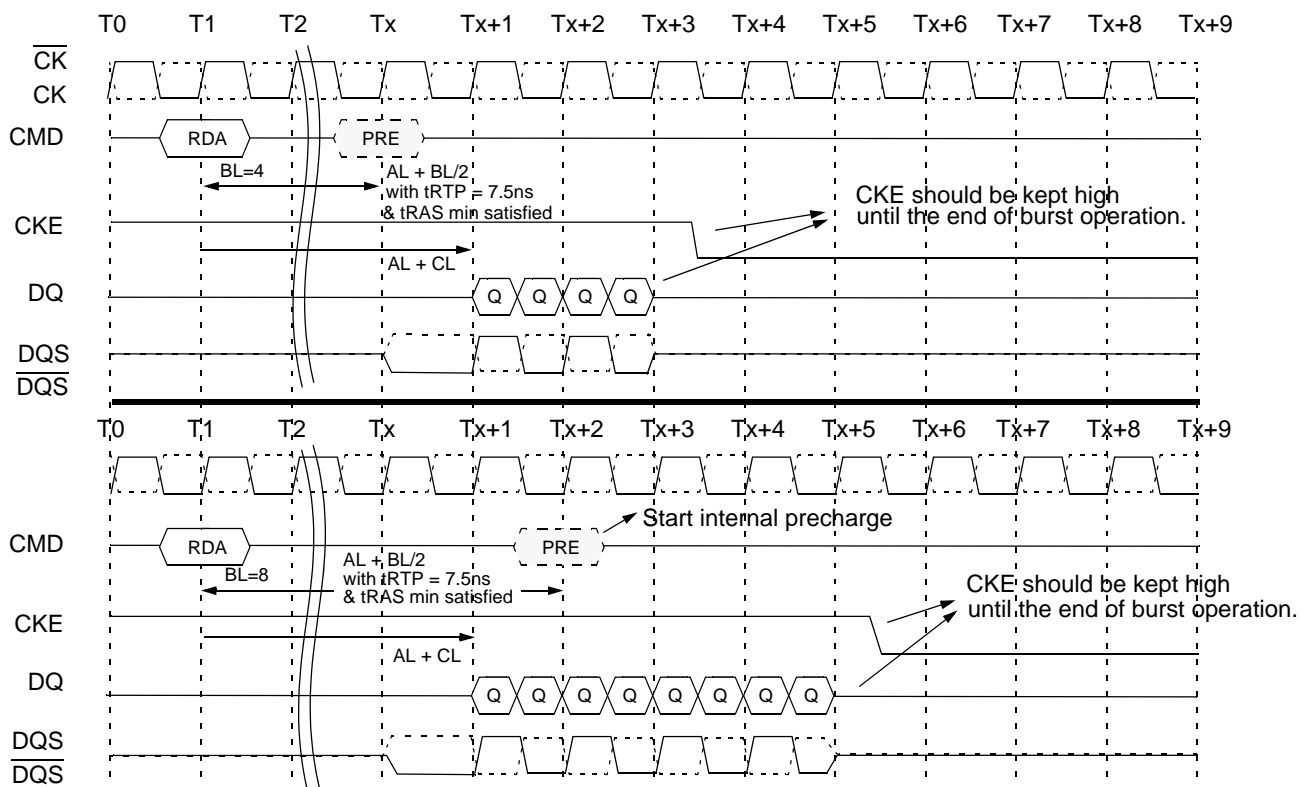 T0 T1 T2 Tx Tx+1 Tx+2 Tx+3 Tx+4 Tx+5 Tx+6 Tx+7 Tx+8 Tx+9
CK
CK
CMD RDA PRE
BL=4 AL + BL/2
with tRTP = 7.5ns
& tRAS min satisfied
CKE should be kept high
until the end of burst operation.
CKE
AL + CL
DQ Q Q Q Q
DQS
DQS
T0 T1 T2 Tx Tx+1 Tx+2 Tx+3 Tx+4 Tx+5 Tx+6 Tx+7 Tx+8 Tx+9
Start internal precharge
CMD RDA PRE
BL=8 AL + BL/2
with tRTP = 7.5ns
& tRAS min satisfied
CKE should be kept high
until the end of burst operation.
CKE
AL + CL
DQ Q Q Q Q Q Q Q Q
DQS
DQS